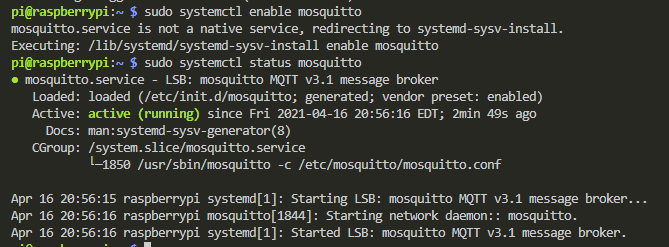 pi@raspberrypi:~ $ sudo systemctl enable mosquitto
mosquitto.service is not a native service, redirecting to systemd-sysv-install.
Executing: /lib/systemd/systemd-sysv-install enable mosquitto
pi@raspberrypi:~ $ sudo systemctl status mosquitto
● mosquitto.service - LSB: mosquitto MQTT v3.1 message broker
   Loaded: loaded (/etc/init.d/mosquitto; generated; vendor preset: enabled)
   Active: active (running) since Fri 2021-04-16 20:56:16 EDT; 2min 49s ago
     Docs: man:systemd-sysv-generator(8)
   CGroup: /system.slice/mosquitto.service
           └─1850 /usr/sbin/mosquitto -c /etc/mosquitto/mosquitto.conf

Apr 16 20:56:15 raspberrypi systemd[1]: Starting LSB: mosquitto MQTT v3.1 message broker...
Apr 16 20:56:16 raspberrypi mosquitto[1844]: Starting network daemon:: mosquitto.
Apr 16 20:56:16 raspberrypi systemd[1]: Started LSB: mosquitto MQTT v3.1 message broker.
pi@raspberrypi:~ $